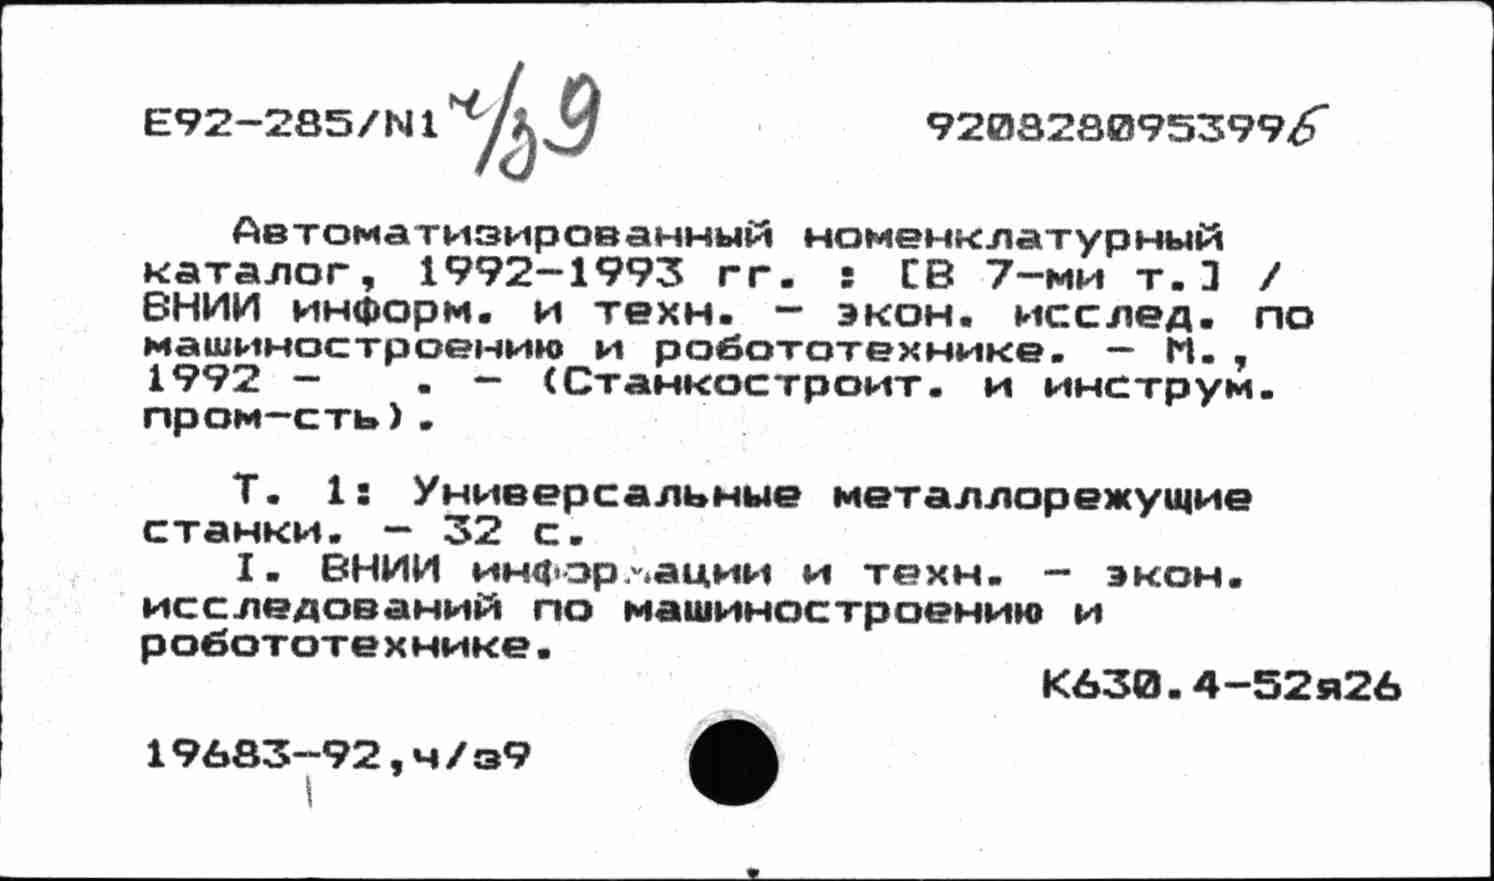 E92-285/N1 ч/з 9
9208280953996
Автоматизированный номенклатурный
каталог, 1992-1993 гг. : [В 7-ми т.] /
ВНИИ информ. и техн. - экон. исслед. по
машиностроению и робототехнике. - М.,
1992 -    . - (Станкостроит. и инструм.
пром-сть).
Т. 1: Универсальные металлорежущие
станки. - 32 с.
I. ВНИИ информации и техн. - экон.
исследований по машиностроению и
робототехнике.
К630.4-52я26
19683-92,ч/з9